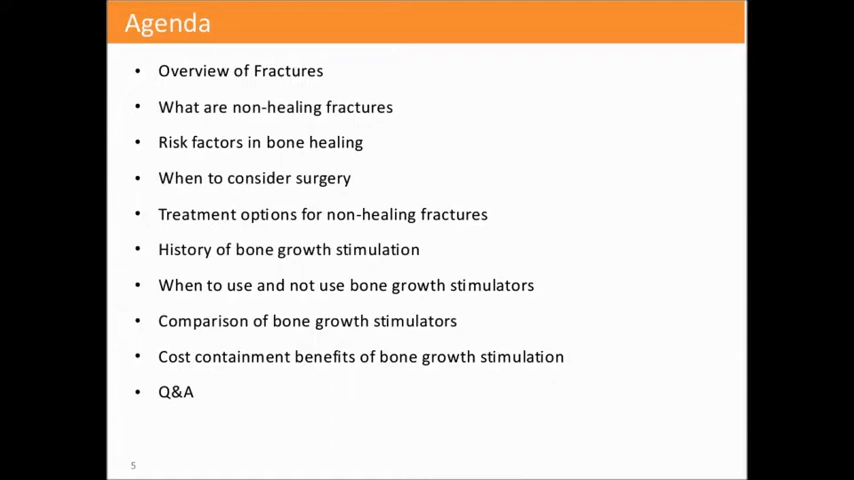 Agenda
• Overview of Fractures
• What are non-healing fractures
• Risk factors in bone healing
• When to consider surgery
• Treatment options for non-healing fractures
• History of bone growth stimulation
• When to use and not use bone growth stimulators
• Comparison of bone growth stimulators
• Cost containment benefits of bone growth stimulation
• Q&A
5